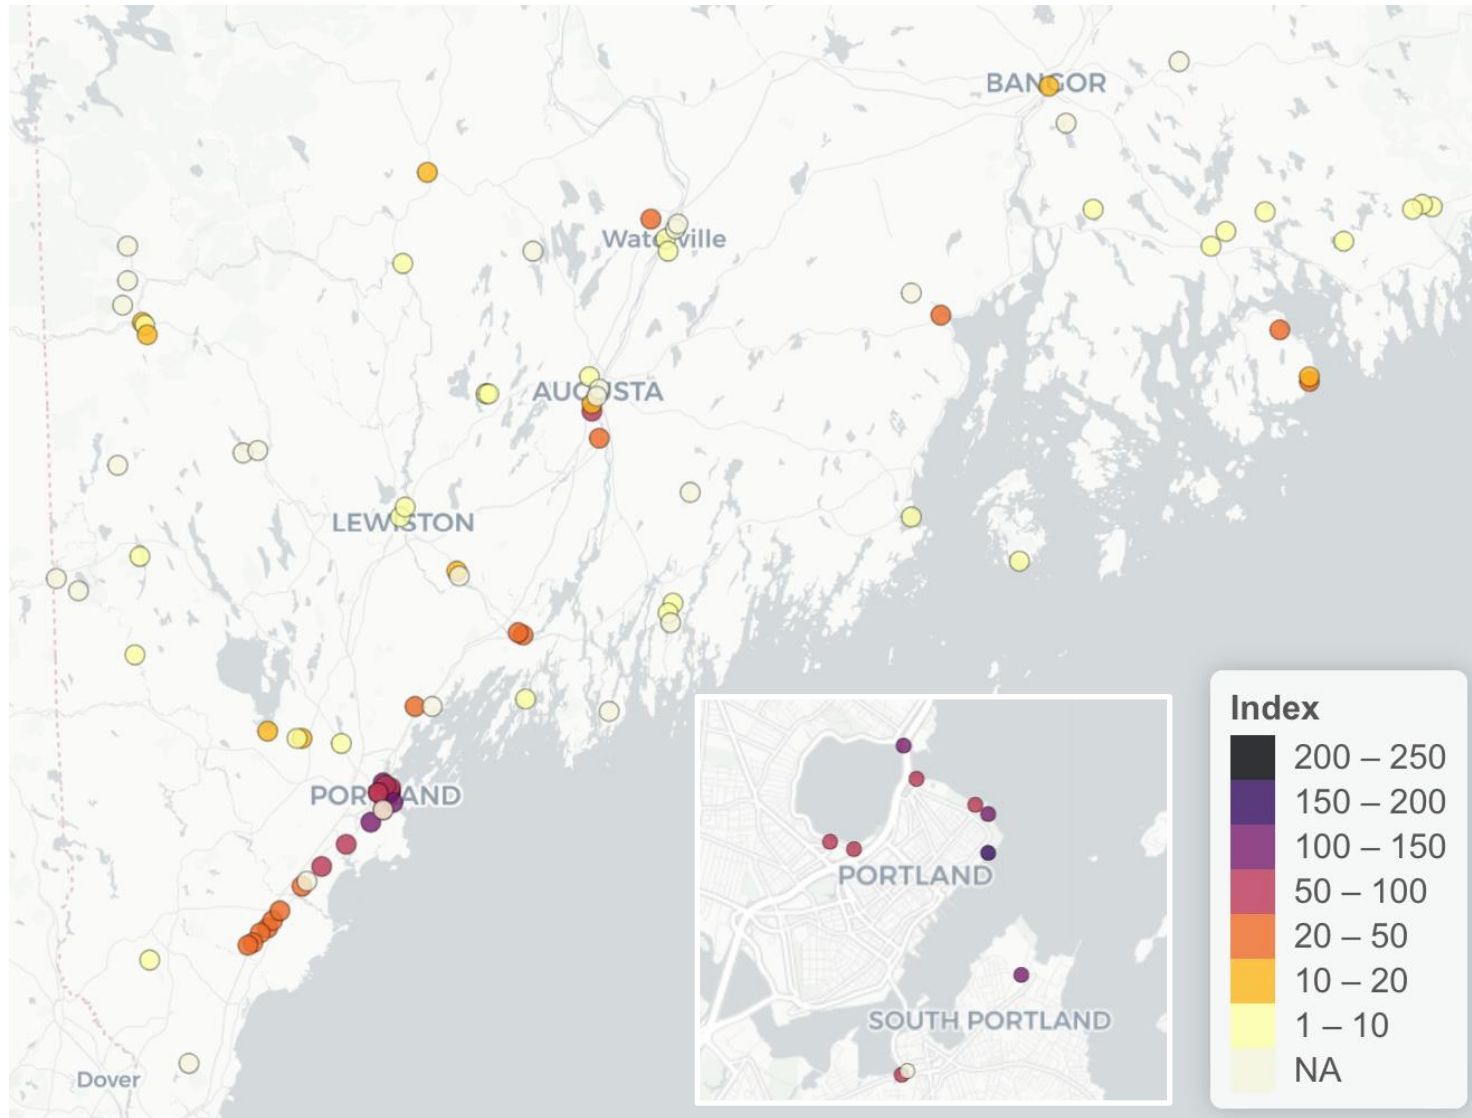 BANGOR
Waterville
AUGUSTA
LEWISTON
PORTLAND
Dover
PORTLAND
SOUTH PORTLAND
Index
200 – 250
150 – 200
100 – 150
50 – 100
20 – 50
10 – 20
1 – 10
NA